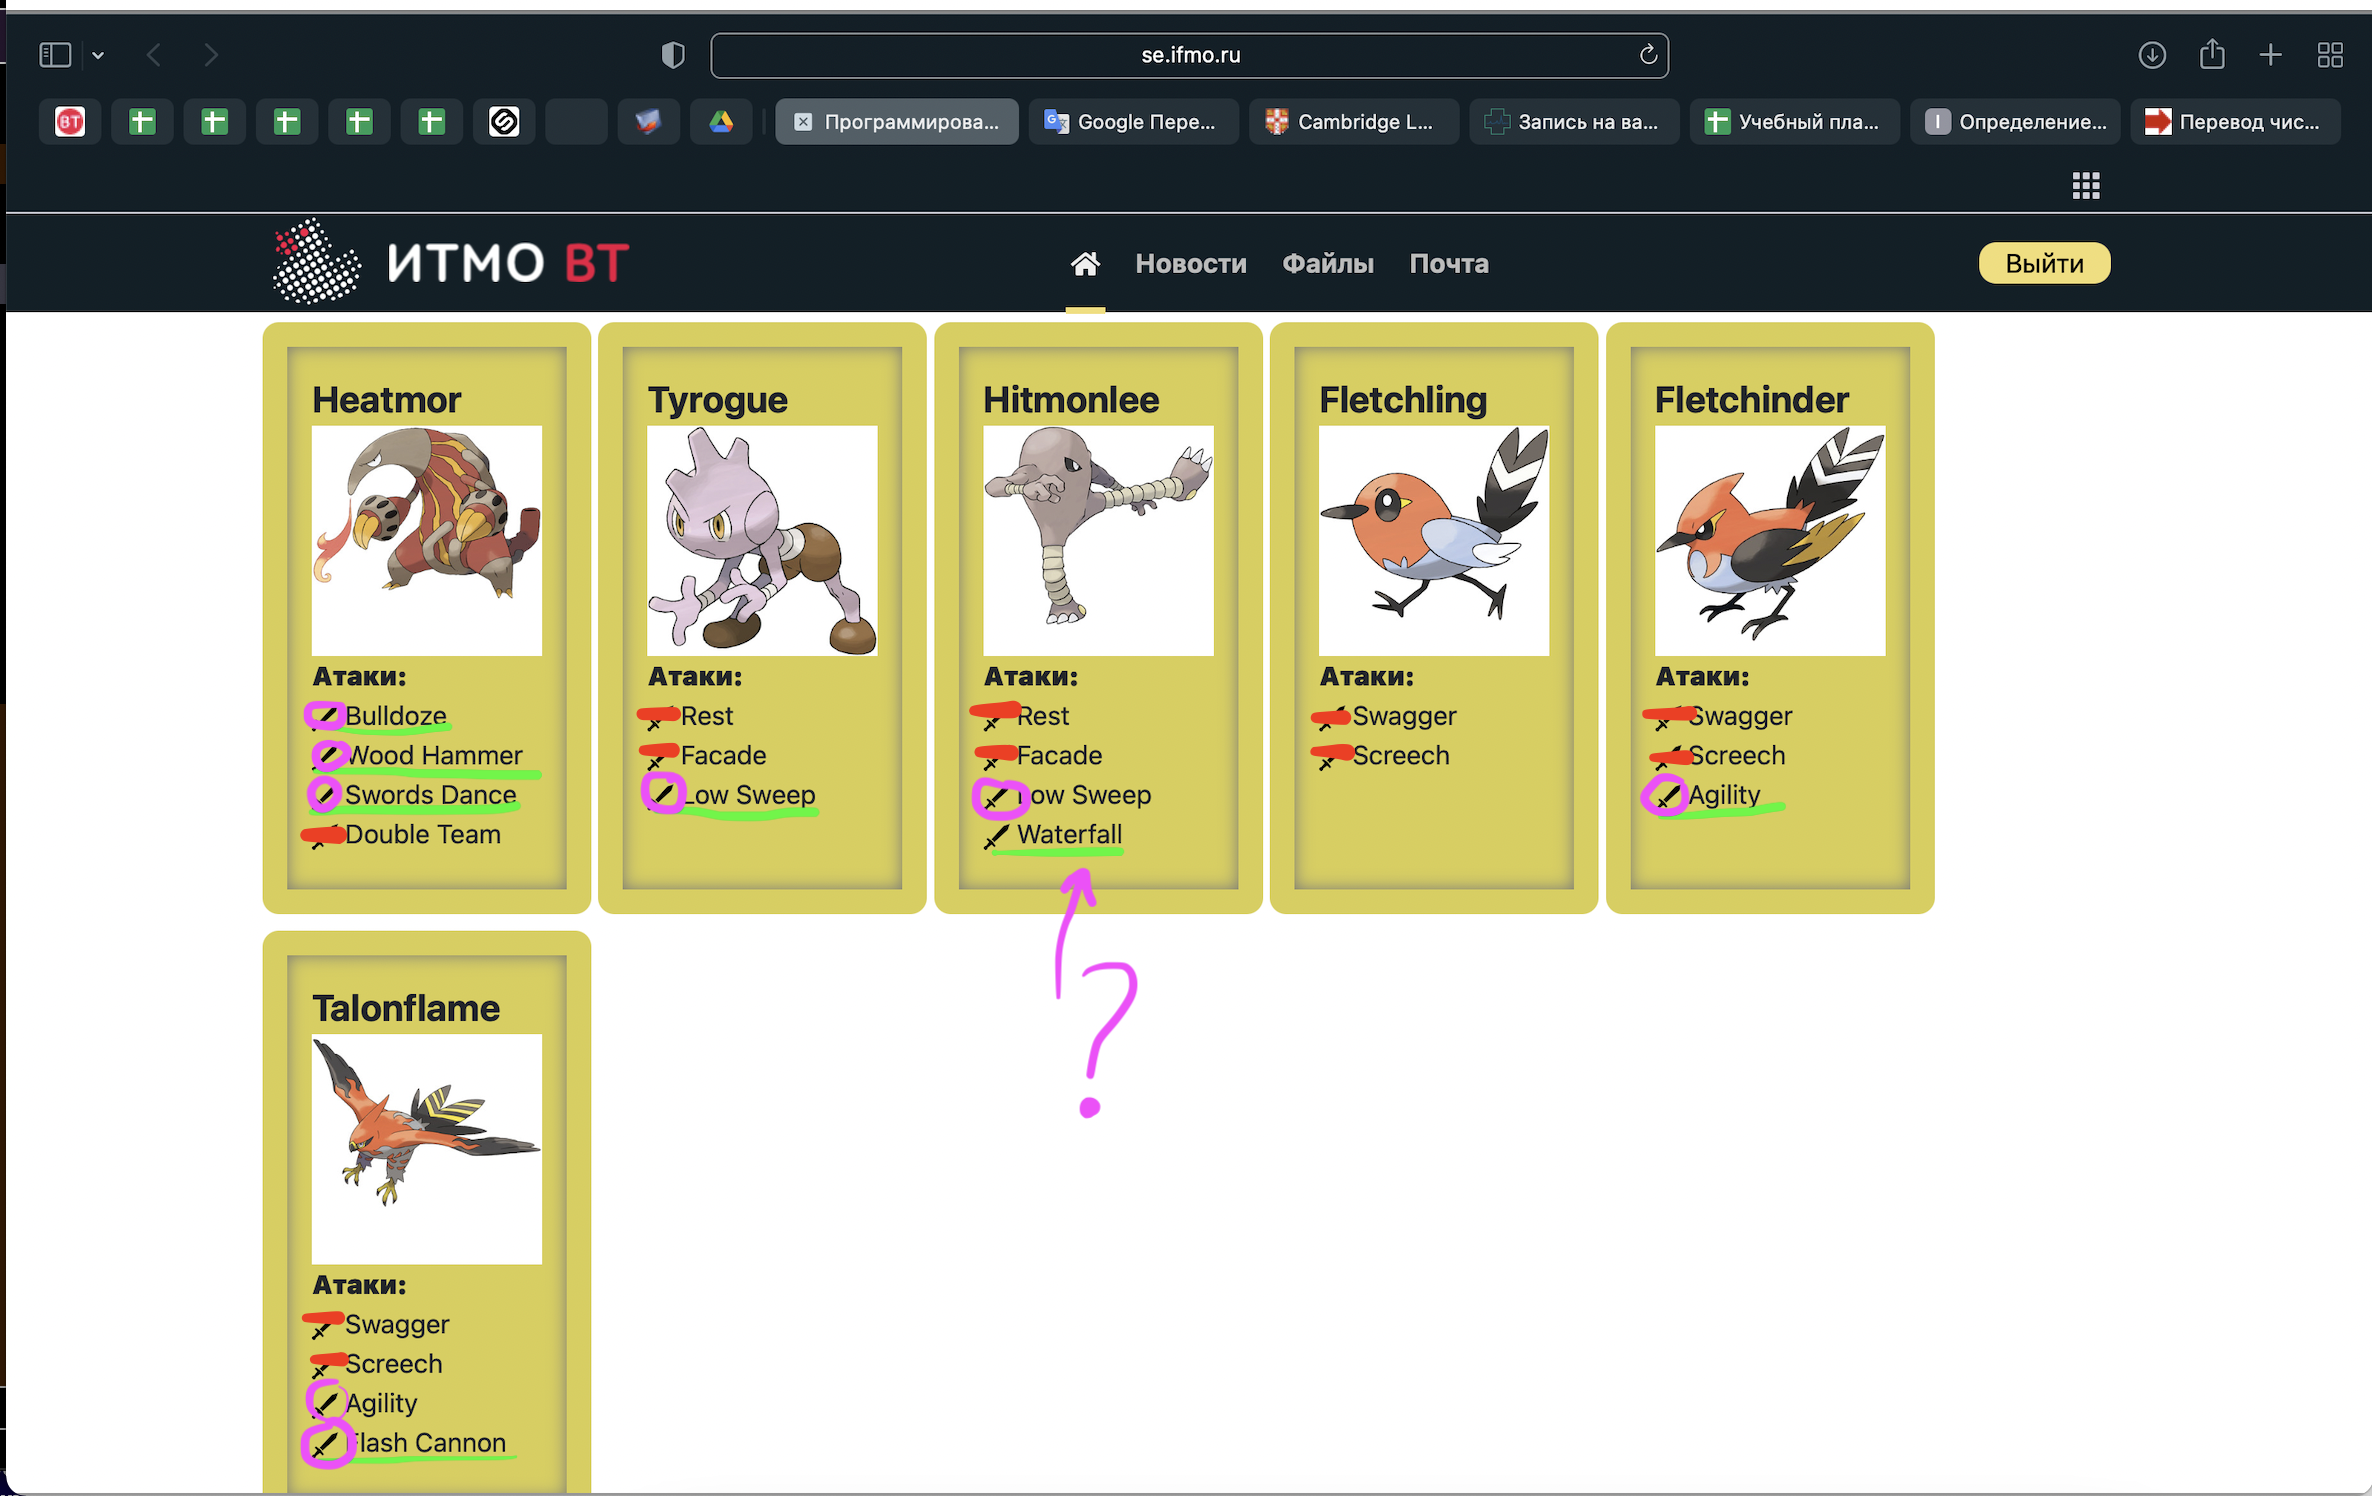 se.ifmo.ru
BT
Программирова...
Google Пере...
Cambridge L...
Запись на ва...
Учебный пла...
I
Определение...
Перевод чис...
ИТМО ВТ
Новости
Файлы
Почта
Выйти
Heatmor
Атаки:
Bulldoze
Wood Hammer
Swords Dance
Double Team
Tyrogue
Атаки:
Rest
Facade
Low Sweep
Hitmonlee
Атаки:
Rest
Facade
Low Sweep
Waterfall
?
Fletchling
Атаки:
Swagger
Screech
Fletchinder
Атаки:
Swagger
Screech
Agility
Talonflame
Атаки:
Swagger
Screech
Agility
Flash Cannon